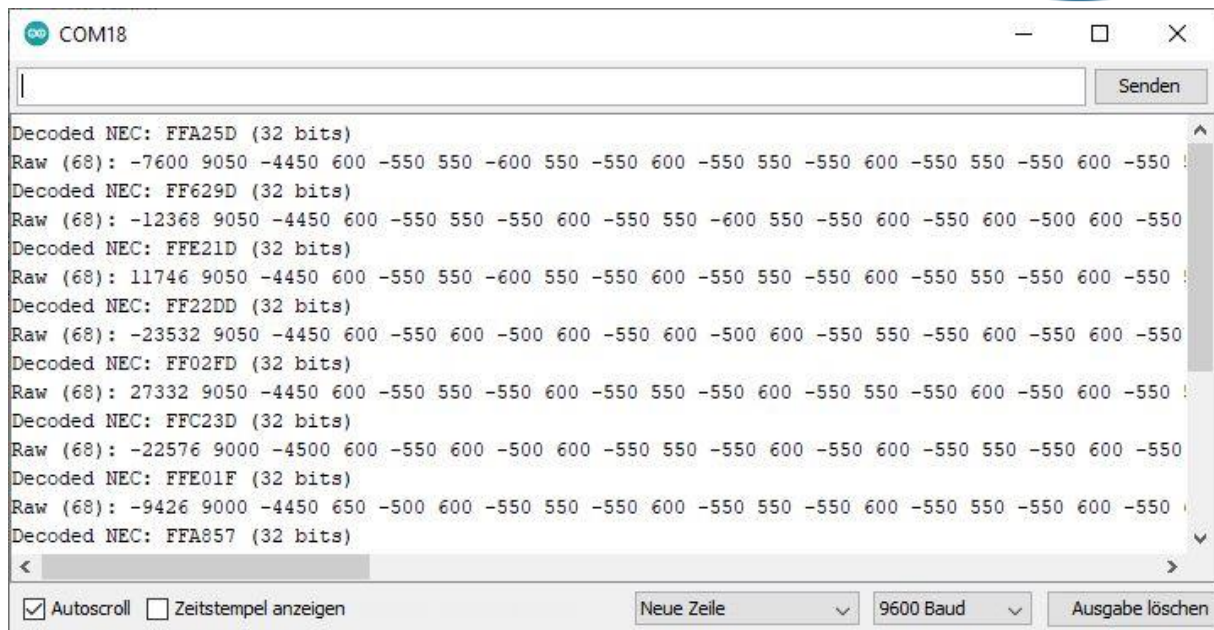 COM18
Senden
Decoded NEC: FFA25D (32 bits)
Raw (68): -7600 9050 -4450 600 -550 550 -600 550 -550 600 -550 550 -550 600 -550 550 -550 600 -550
Decoded NEC: FF629D (32 bits)
Raw (68): -12368 9050 -4450 600 -550 550 -550 600 -550 550 -600 550 -550 600 -550 600 -500 600 -550
Decoded NEC: FFE21D (32 bits)
Raw (68): 11746 9050 -4450 600 -550 550 -600 550 -550 600 -550 550 -550 600 -550 550 -550 600 -550
Decoded NEC: FF22DD (32 bits)
Raw (68): -23532 9050 -4450 600 -550 600 -500 600 -550 600 -500 600 -550 550 -550 600 -550 600 -550
Decoded NEC: FF02FD (32 bits)
Raw (68): 27332 9050 -4450 600 -550 550 -550 600 -550 550 -550 600 -550 550 -550 600 -550 600 -550
Decoded NEC: FFC23D (32 bits)
Raw (68): -22576 9000 -4500 600 -550 600 -500 600 -550 550 -550 600 -550 600 -550 550 -550 600 -550
Decoded NEC: FFE01F (32 bits)
Raw (68): -9426 9000 -4450 650 -500 600 -550 550 -550 600 -550 550 -550 600 -550 550 -550 600 -550
Decoded NEC: FFA857 (32 bits)
Autoscroll Zeitstempel anzeigen Neue Zeile 9600 Baud Ausgabe löschen